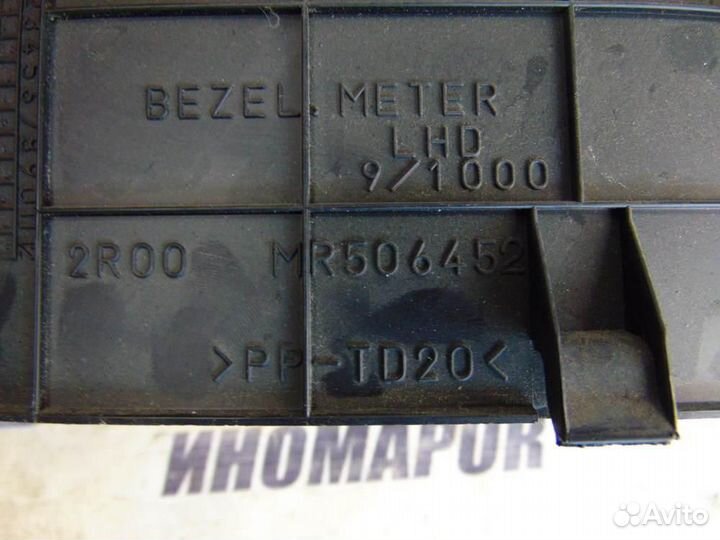 BEZEL.METER
LHD
9/1000
2R00 MR506452
>PP-TD20<
ИНОМАРОК
Avito